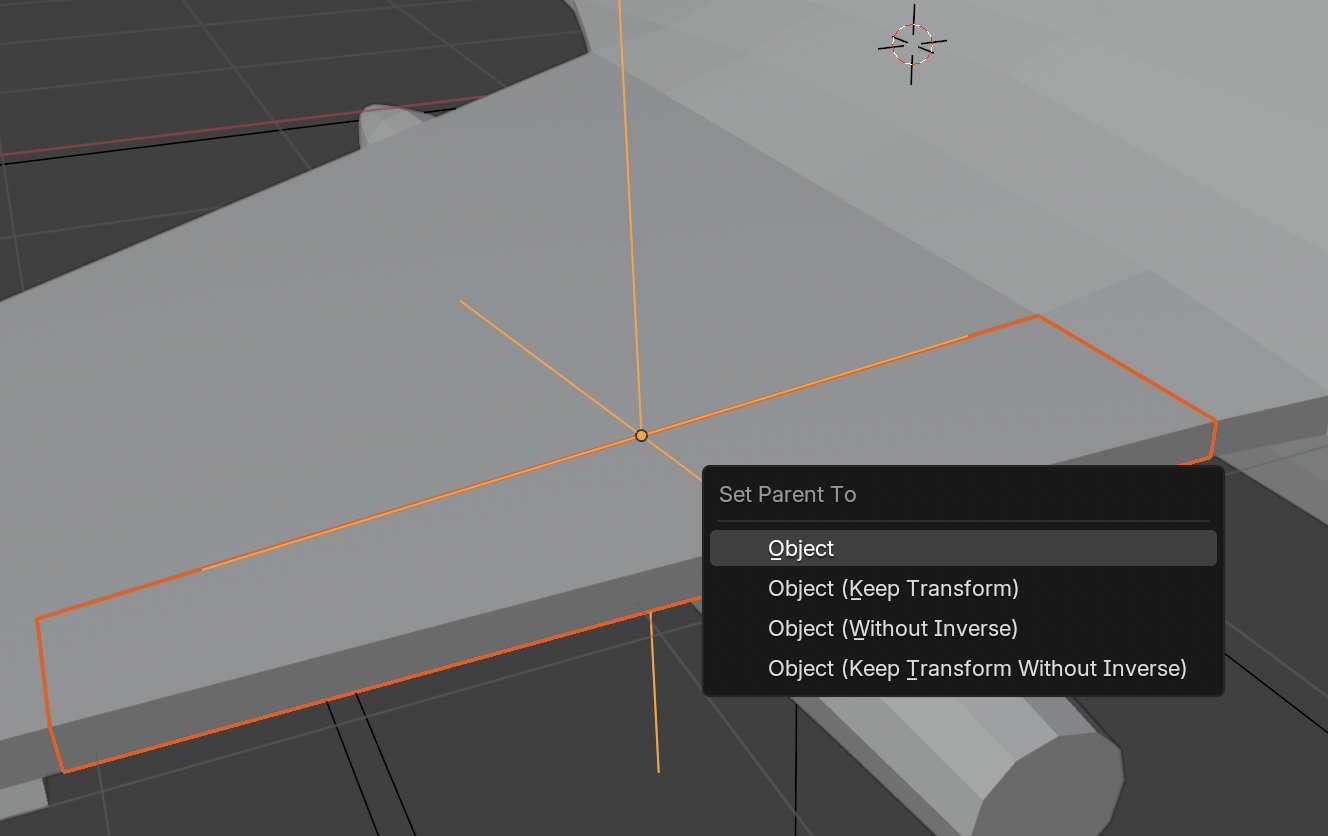 Set Parent To
Object
Object (Keep Transform)
Object (Without Inverse)
Object (Keep Transform Without Inverse)